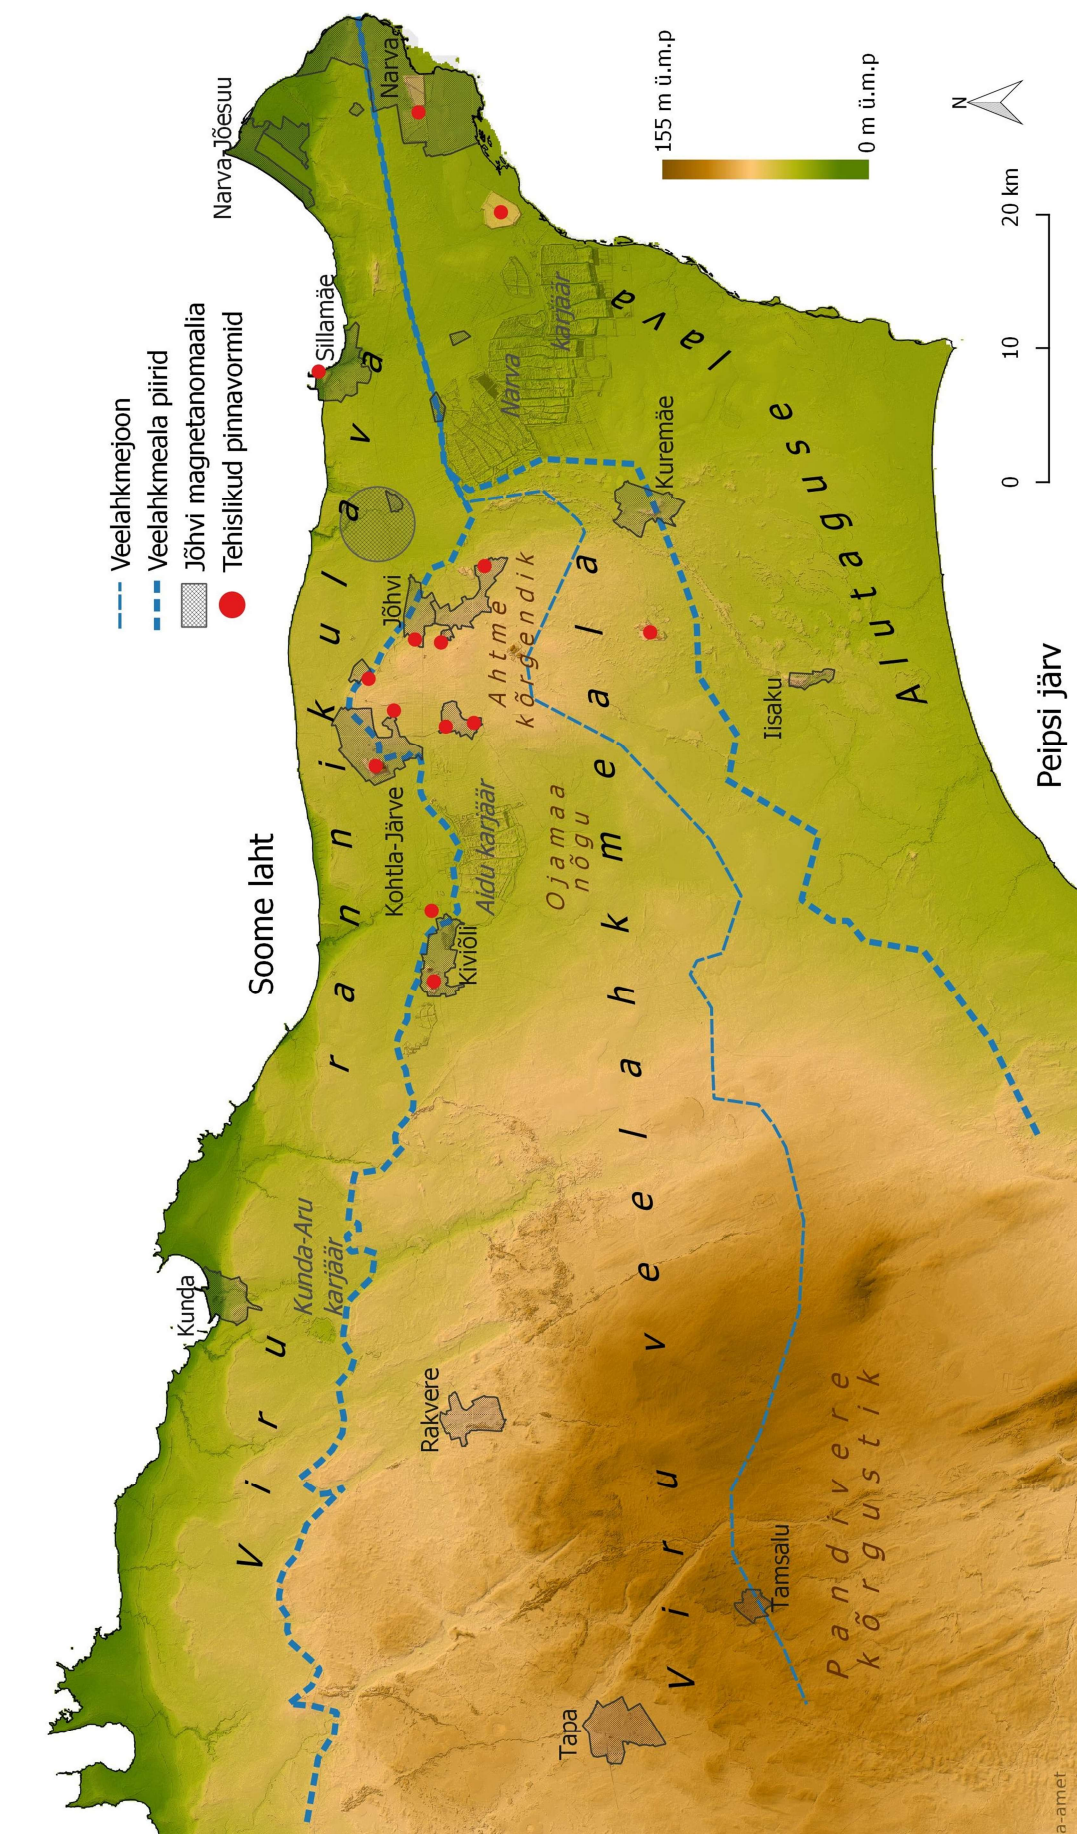 Soome laht
Veelahkmejoon
Veelahkmeala piirid
Jõhvi magnetanomaalia
Tehislikud pinnavormid
Narva-Jõesuu
Narva
Sillamäe
Kunda
Kunda-Aru
karjäär
Viru rannikulava
Jõhvi
Kohtla-Järve
Kiviõli
Aidu karjäär
Narva
karjäär
Ahtme
kõrgendik
Ojamaa
nõgu
Rakvere
Tapa
Viru veelahkmeala
Kuremäe
Iisaku
Alutaguse lava
Tamsalu
Pandivere
kõrgustik
Peipsi järv
155 m ü.m.p
0 m ü.m.p
N
0 10 20 km
a-amet